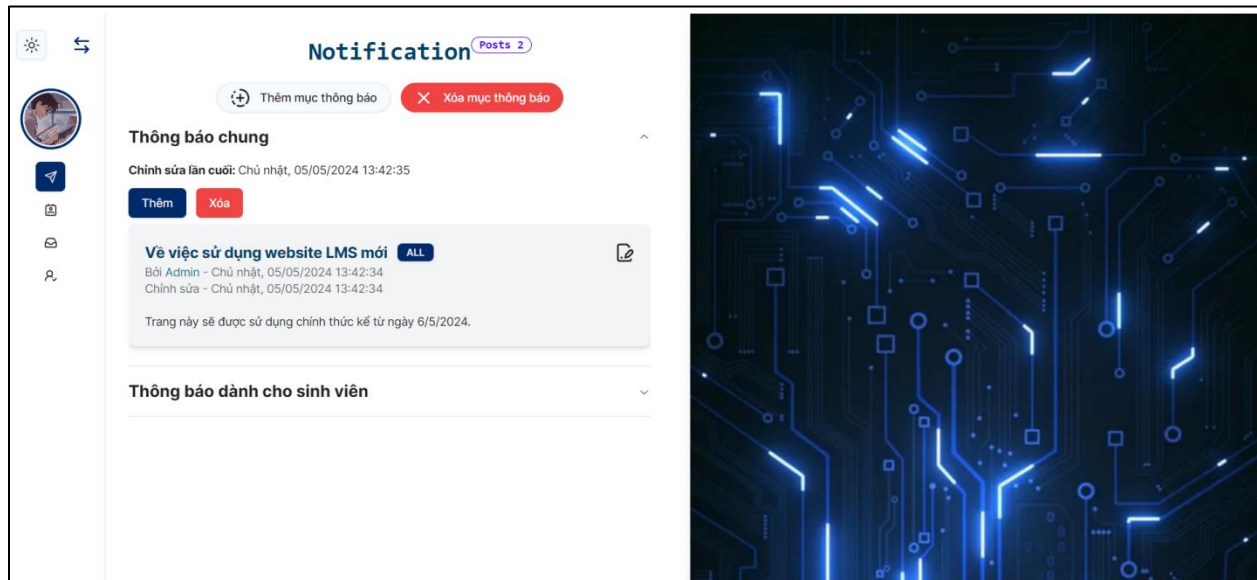 Notification Posts 2
Thêm mục thông báo Xóa mục thông báo
Thông báo chung
Chỉnh sửa lần cuối: Chủ nhật, 05/05/2024 13:42:35
Thêm Xóa
Về việc sử dụng website LMS mới ALL
Bởi Admin - Chủ nhật, 05/05/2024 13:42:34
Chỉnh sửa - Chủ nhật, 05/05/2024 13:42:34
Trang này sẽ được sử dụng chính thức kể từ ngày 6/5/2024.
Thông báo dành cho sinh viên